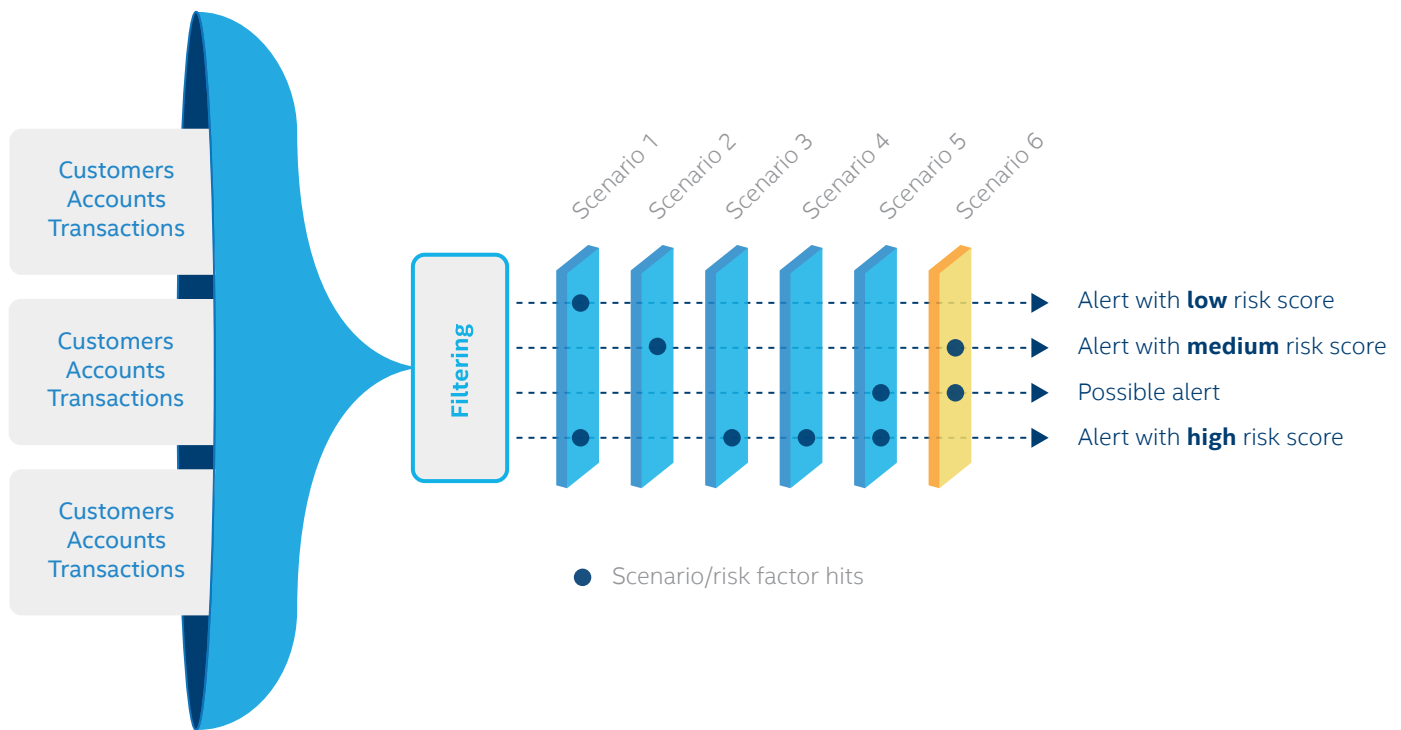 Customers
Accounts
Transactions
Customers
Accounts
Transactions
Customers
Accounts
Transactions
Filtering
Scenario 1
Scenario 2
Scenario 3
Scenario 4
Scenario 5
Scenario 6
Alert with low risk score
Alert with medium risk score
Possible alert
Alert with high risk score
Scenario/risk factor hits